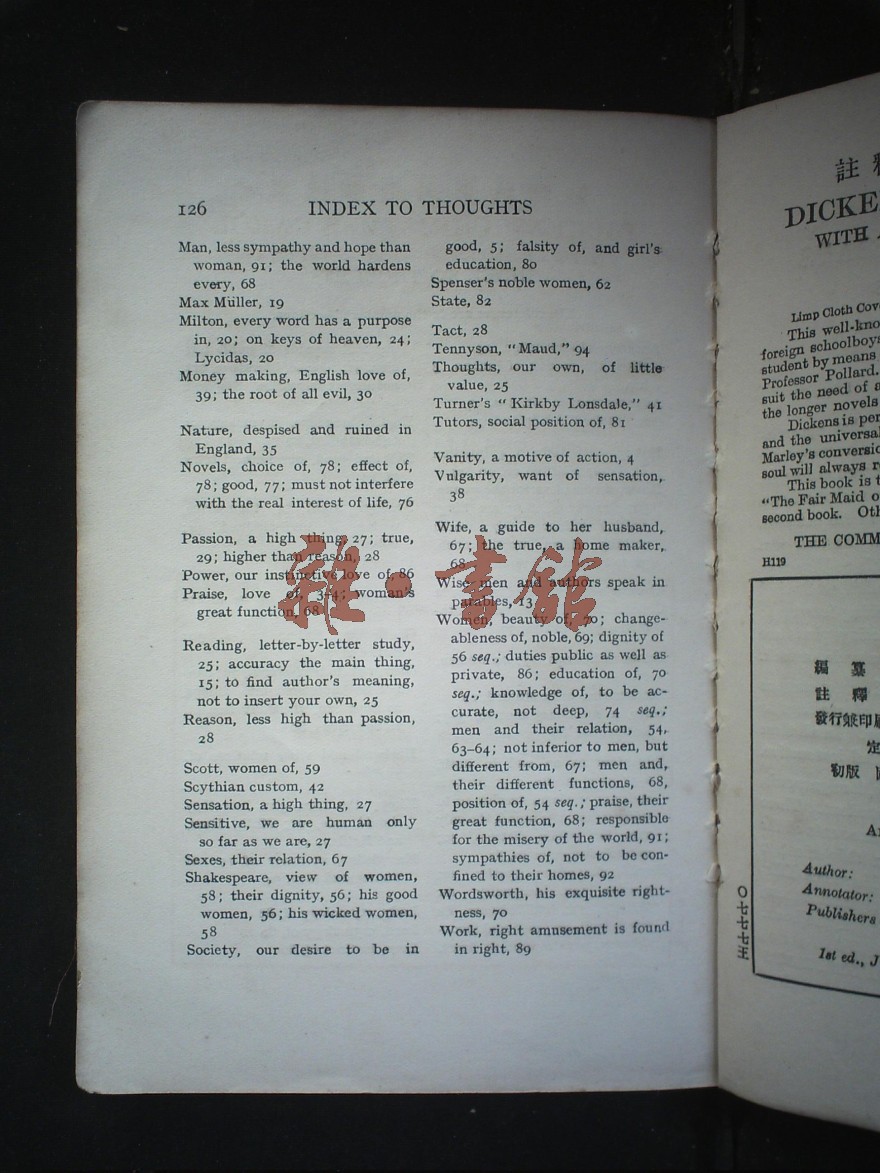 126 INDEX TO THOUGHTS
Man, less sympathy and hope than
woman, 91; the world hardens
every, 68
Max Müller, 19
Milton, every word has a purpose
in, 20; on keys of heaven, 24;
Lycidas, 20
Money making, English love of,
39; the root of all evil, 30
Nature, despised and ruined in
England, 35
Novels, choice of, 78; effect of,
78; good, 77; must not interfere
with the real interest of life, 76
Passion, a high thing, 27; true,
29; higher than reason, 28
Power, our instinctive love of, 86
Praise, love of, 3-4; woman's
great function, 68
Reading, letter-by-letter study,
25; accuracy the main thing,
15; to find author's meaning,
not to insert your own, 25
Reason, less high than passion,
28
Scott, women of, 59
Scythian custom, 42
Sensation, a high thing, 27
Sensitive, we are human only
so far as we are, 27
Sexes, their relation, 67
Shakespeare, view of women,
58; their dignity, 56; his good
women, 56; his wicked women,
58
Society, our desire to be in
good, 5; falsity of, and girl's
education, 80
Spenser's noble women, 62
State, 82
Tact, 28
Tennyson, "Maud," 94
Thoughts, our own, of little
value, 25
Turner's "Kirkby Lonsdale," 41
Tutors, social position of, 81
Vanity, a motive of action, 4
Vulgarity, want of sensation,
38
Wife, a guide to her husband,
67; the true, a home maker,
68
Wise men and authors speak in
parables, 13
Women, beauty of, 70; change-
ableness of, noble, 69; dignity of
56 seq.; duties public as well as
private, 86; education of, 70
seq.; knowledge of, to be ac-
curate, not deep, 74 seq.;
men and their relation, 54,
63-64; not inferior to men, but
different from, 67; men and,
their different functions, 68,
position of, 54 seq.; praise, their
great function, 68; responsible
for the misery of the world, 91;
sympathies of, not to be con-
fined to their homes, 92
Wordsworth, his exquisite right-
ness, 70
Work, right amusement is found
in right, 89
雜·書館
註
DICKE
WITH
Limp Cloth Cov
This well-kno
foreign schoolboys
student by means
Professor Pollard.
suit the need of a
the longer novels
Dickens is per
and the universal
Marley's conversio
soul will always r
This book is t
"The Fair Maid o
second book. Oth
THE COMM
H119
編纂
註釋
發行兼印
定
初版
Author:
Annotator:
Publishers
1st ed., J
〇七七七王